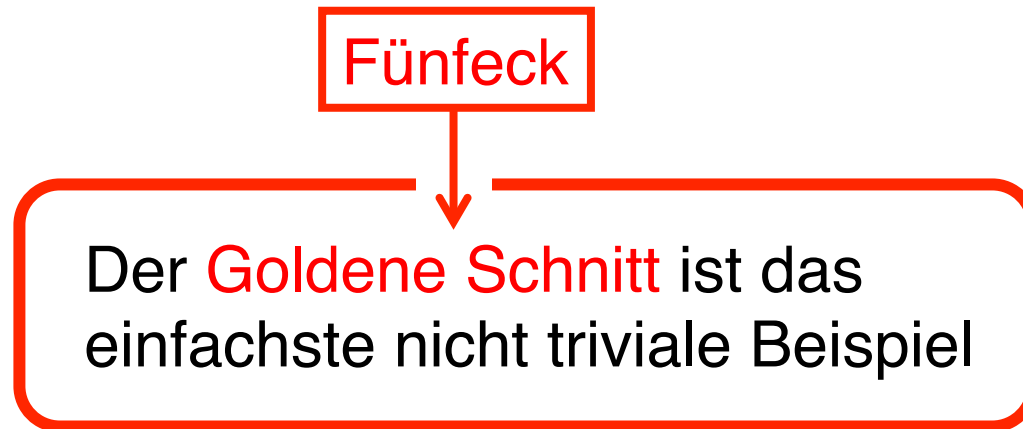 Fünfeck
Der Goldene Schnitt ist das
einfachste nicht triviale Beispiel